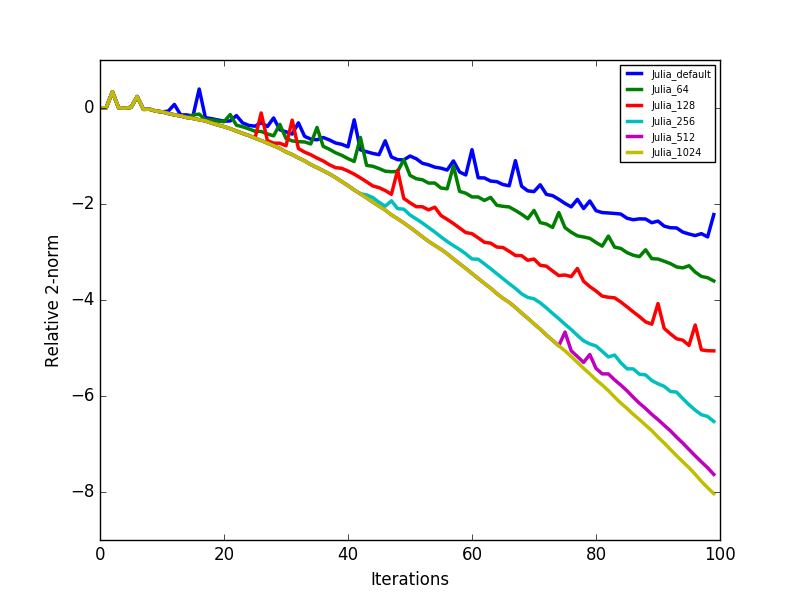 Julia_default
Julia_64
Julia_128
Julia_256
Julia_512
Julia_1024
0
−2
−4
−6
−8
Relative 2-norm
0 20 40 60 80 100
Iterations